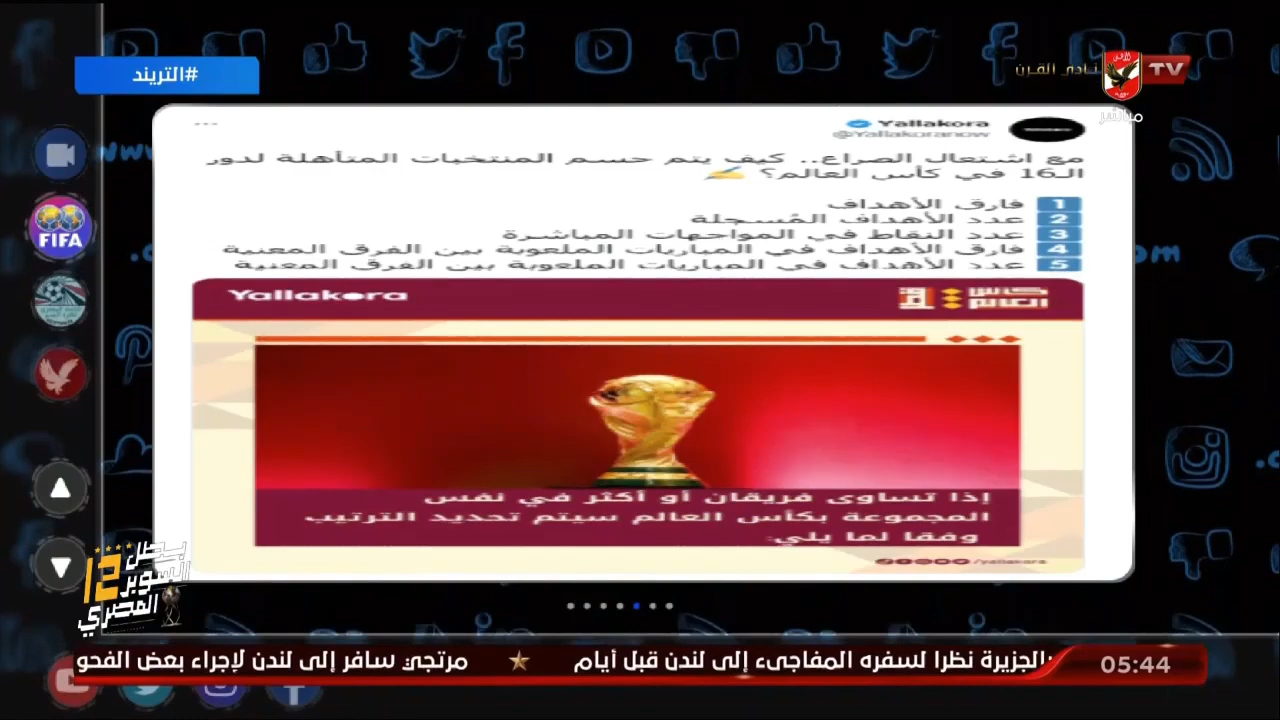 #التريند
نادي القرن
TV
مباشر
Yallakora
@Yallakoranow
مع اشتعال الصراع.. كيف يتم حسم المنتخبات المتأهلة لدور
الـ16 في كأس العالم؟ ✍
1 فارق الأهداف
2 عدد الأهداف المُسجلة
3 عدد النقاط في المواجهات المباشرة
4 فارق الأهداف في المباريات الملعوبة بين الفرق المعنية
5 عدد الأهداف في المباريات الملعوبة بين الفرق المعنية
Yallakora
كأس
العالم
إذا تساوى فريقان أو أكثر في نفس
المجموعة بكأس العالم سيتم تحديد الترتيب
وفقا لما يلي:
/yallakora
FIFA
بطل
السوبر 12
المصري
بالجزيرة نظرا لسفره المفاجىء إلى لندن قبل أيام ★ مرتجي سافر إلى لندن لإجراء بعض الفحو
05:44